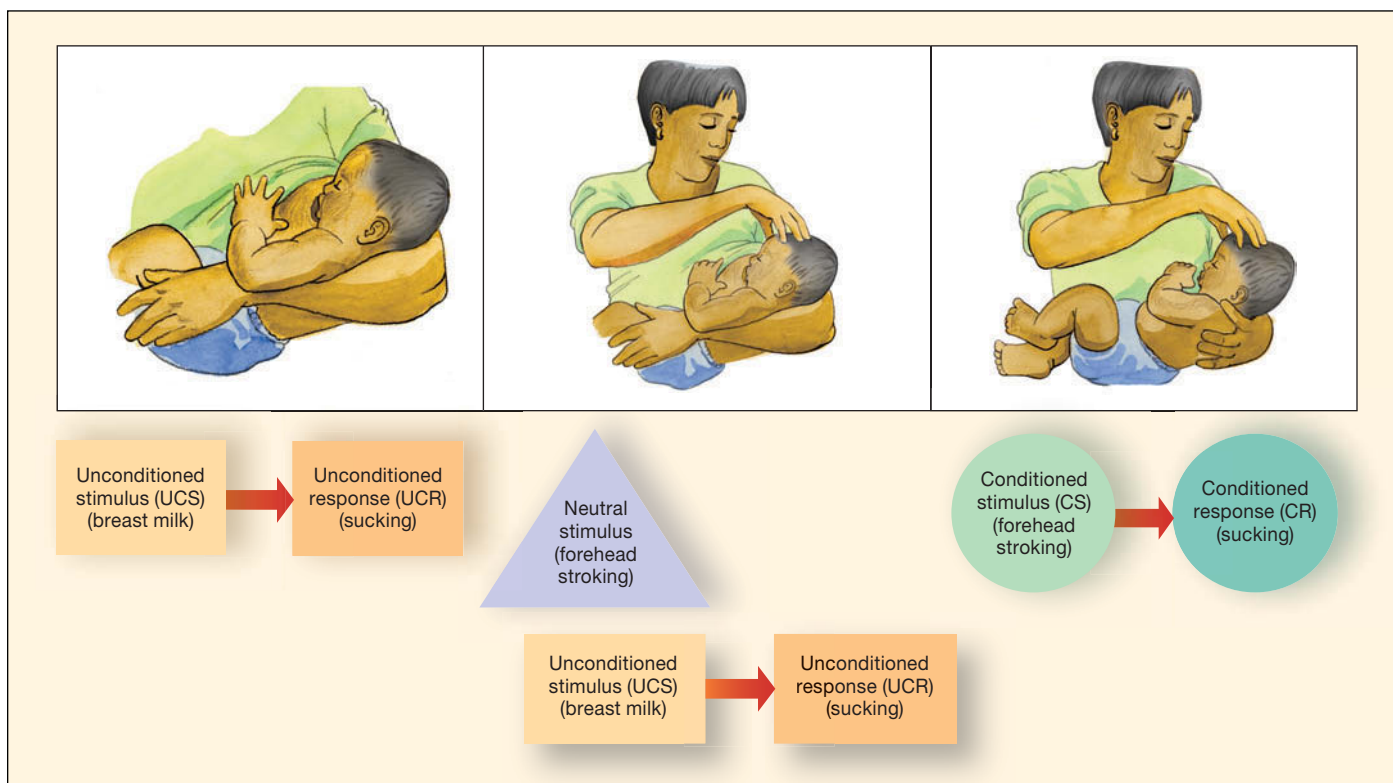 Unconditioned
stimulus (UCS)
(breast milk)
Unconditioned
response (UCR)
(sucking)
Neutral
stimulus
(forehead
stroking)
Unconditioned
stimulus (UCS)
(breast milk)
Unconditioned
response (UCR)
(sucking)
Conditioned
stimulus (CS)
(forehead
stroking)
Conditioned
response (CR)
(sucking)